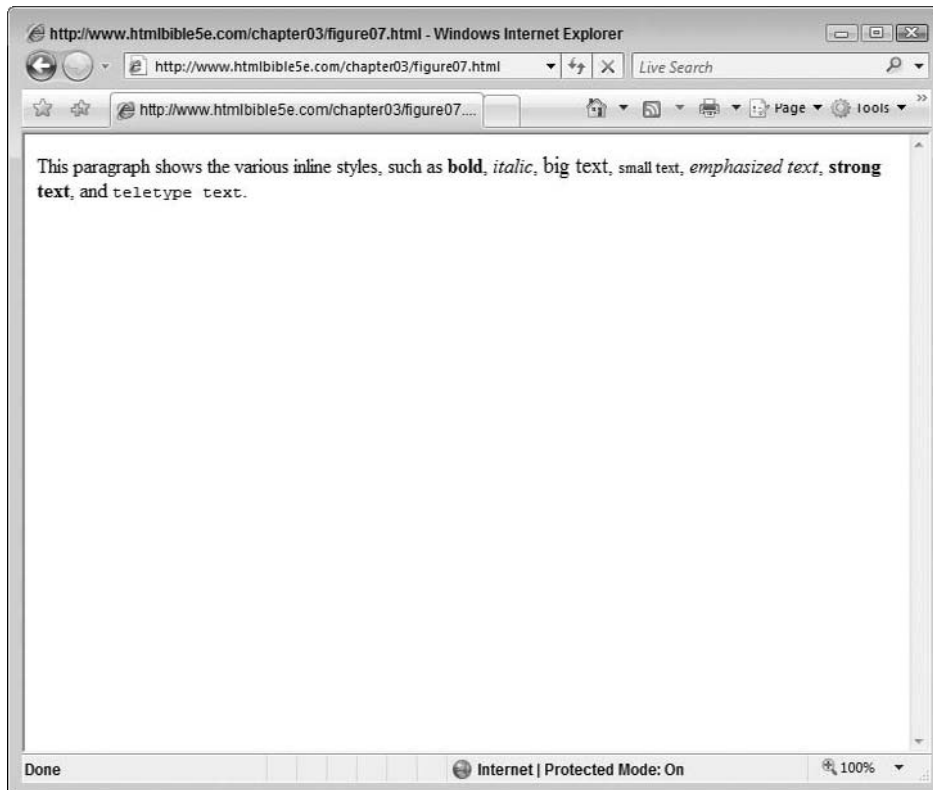 http://www.htmlbible5e.com/chapter03/figure07.html - Windows Internet Explorer
http://www.htmlbible5e.com/chapter03/figure07.html
Live Search
http://www.htmlbible5e.com/chapter03/figure07....
Page
Tools
This paragraph shows the various inline styles, such as bold, italic, big text, small text, emphasized text, strong
text, and teletype text.
Done
Internet | Protected Mode: On
100%